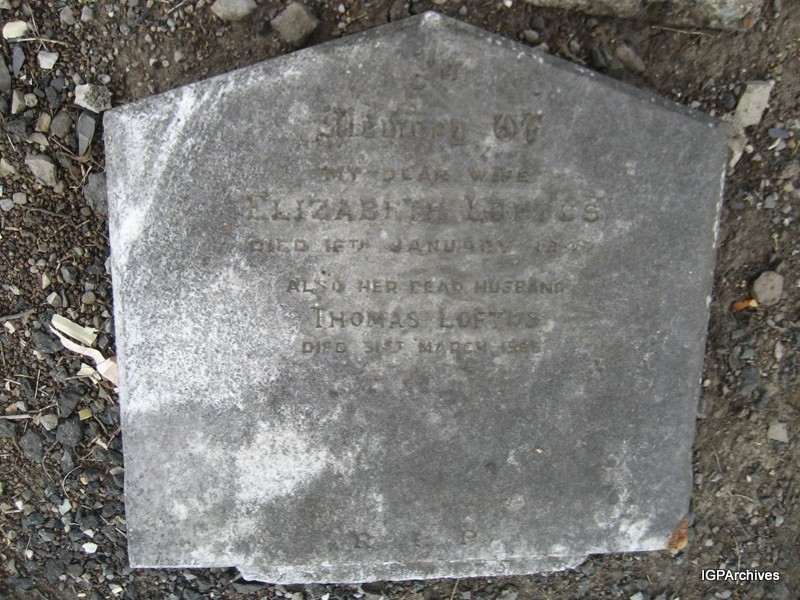 In
Memory Of
MY DEAR WIFE
ELIZABETH LOFTUS
DIED JANUARY
ALSO HER DEAR HUSBAND
THOMAS LOFTUS
DIED 31ST MARCH
R I P
IGPArchives